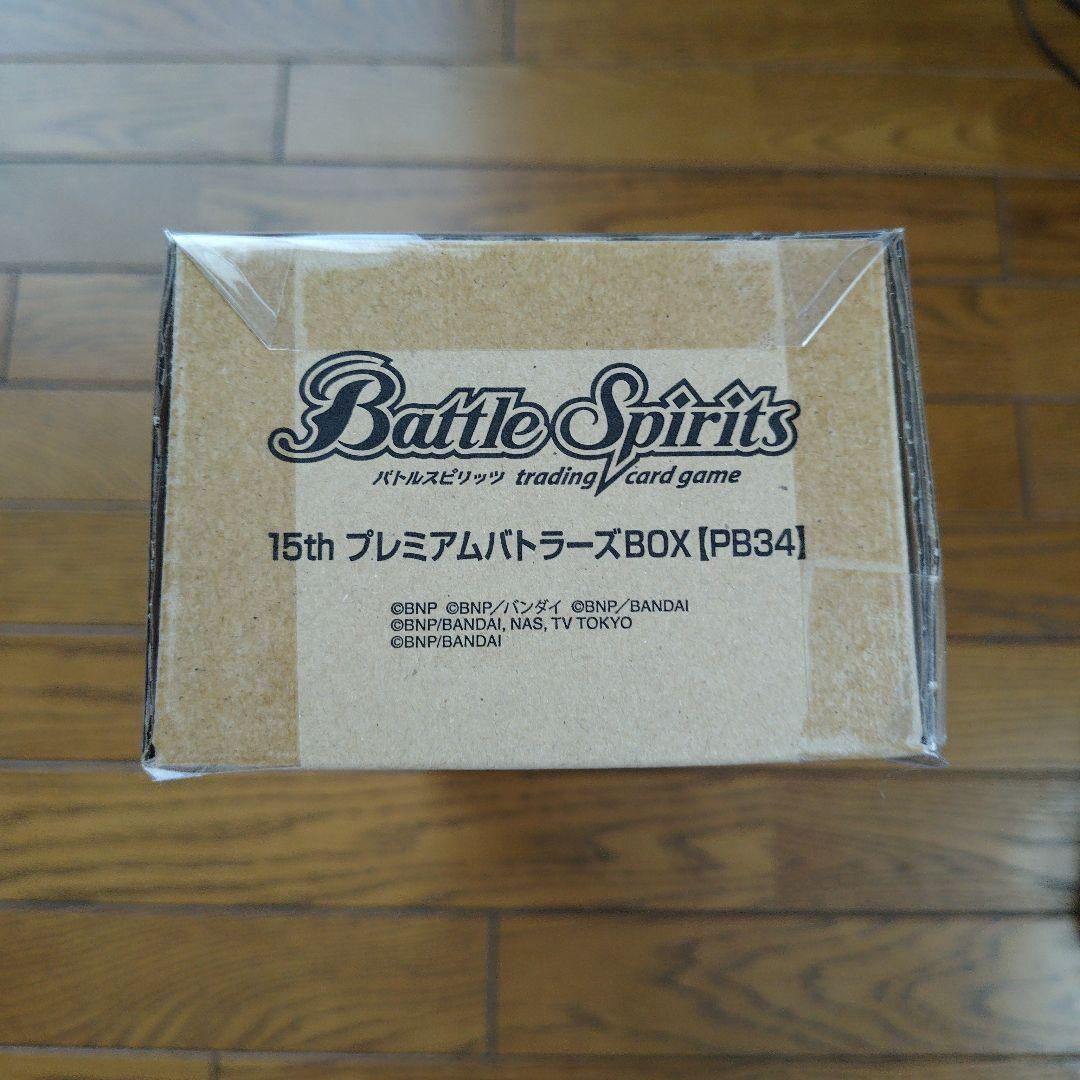 Battle Spirits
バトルスピリッツ trading card game
15th プレミアムバトラーズBOX【PB34】
©BNP ©BNP／バンダイ ©BNP／BANDAI
©BNP/BANDAI, NAS, TV TOKYO
©BNP/BANDAI